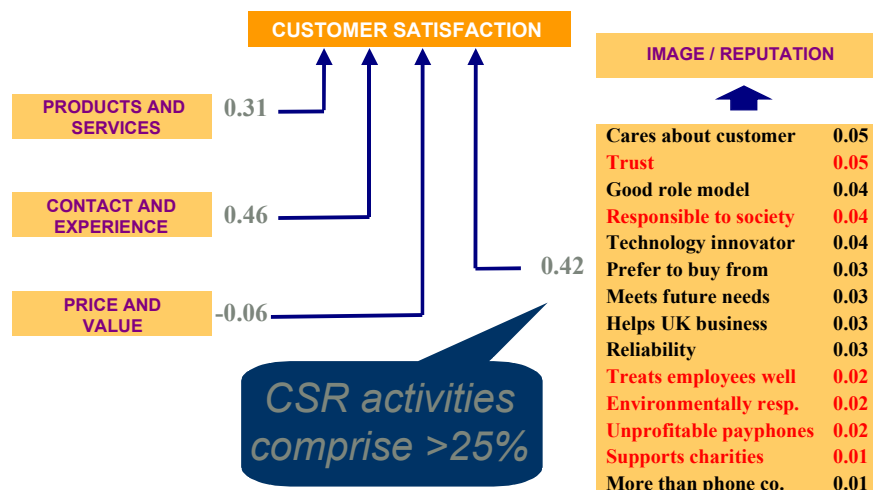 CUSTOMER SATISFACTION
IMAGE / REPUTATION
PRODUCTS AND
SERVICES
0.31
CONTACT AND
EXPERIENCE
0.46
PRICE AND
VALUE
-0.06
0.42
CSR activities
comprise >25%
Cares about customer 0.05
Trust 0.05
Good role model 0.04
Responsible to society 0.04
Technology innovator 0.04
Prefer to buy from 0.03
Meets future needs 0.03
Helps UK business 0.03
Reliability 0.03
Treats employees well 0.02
Environmentally resp. 0.02
Unprofitable payphones 0.02
Supports charities 0.01
More than phone co. 0.01